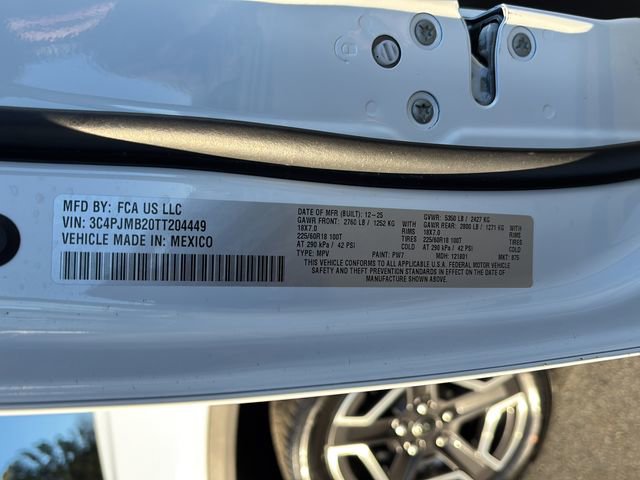 MFD BY: FCA US LLC
VIN: 3C4PJMB20TT204449
VEHICLE MADE IN: MEXICO
DATE OF MFR (BUILT): 12-25
GAWR FRONT: 2760 LB / 1252 KG WITH
18X7.0 RIMS
225/60R18 100T TIRES
AT 290 kPa / 42 PSI COLD
TYPE: MPV PAINT: PW7
GVWR: 5350 LB / 2427 KG
GAWR REAR: 2800 LB / 1271 KG WITH
18X7.0 RIMS
225/60R18 100T TIRES
AT 290 kPa / 42 PSI COLD
MDH: 121801 MKT: 875
THIS VEHICLE CONFORMS TO ALL APPLICABLE U.S.A. FEDERAL MOTOR VEHICLE
SAFETY AND THEFT PREVENTION STANDARDS IN EFFECT ON THE DATE OF
MANUFACTURE SHOWN ABOVE.